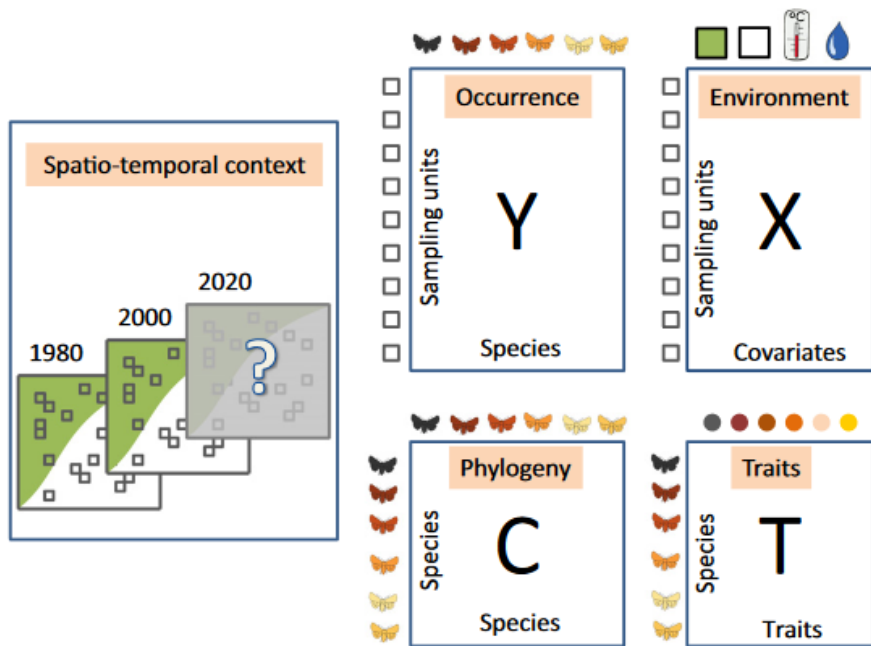 Spatio-temporal context
1980
2000
2020
?
Occurrence
Sampling units
Y
Species
°C
Environment
Sampling units
X
Covariates
Phylogeny
Species
C
Species
Traits
Species
T
Traits